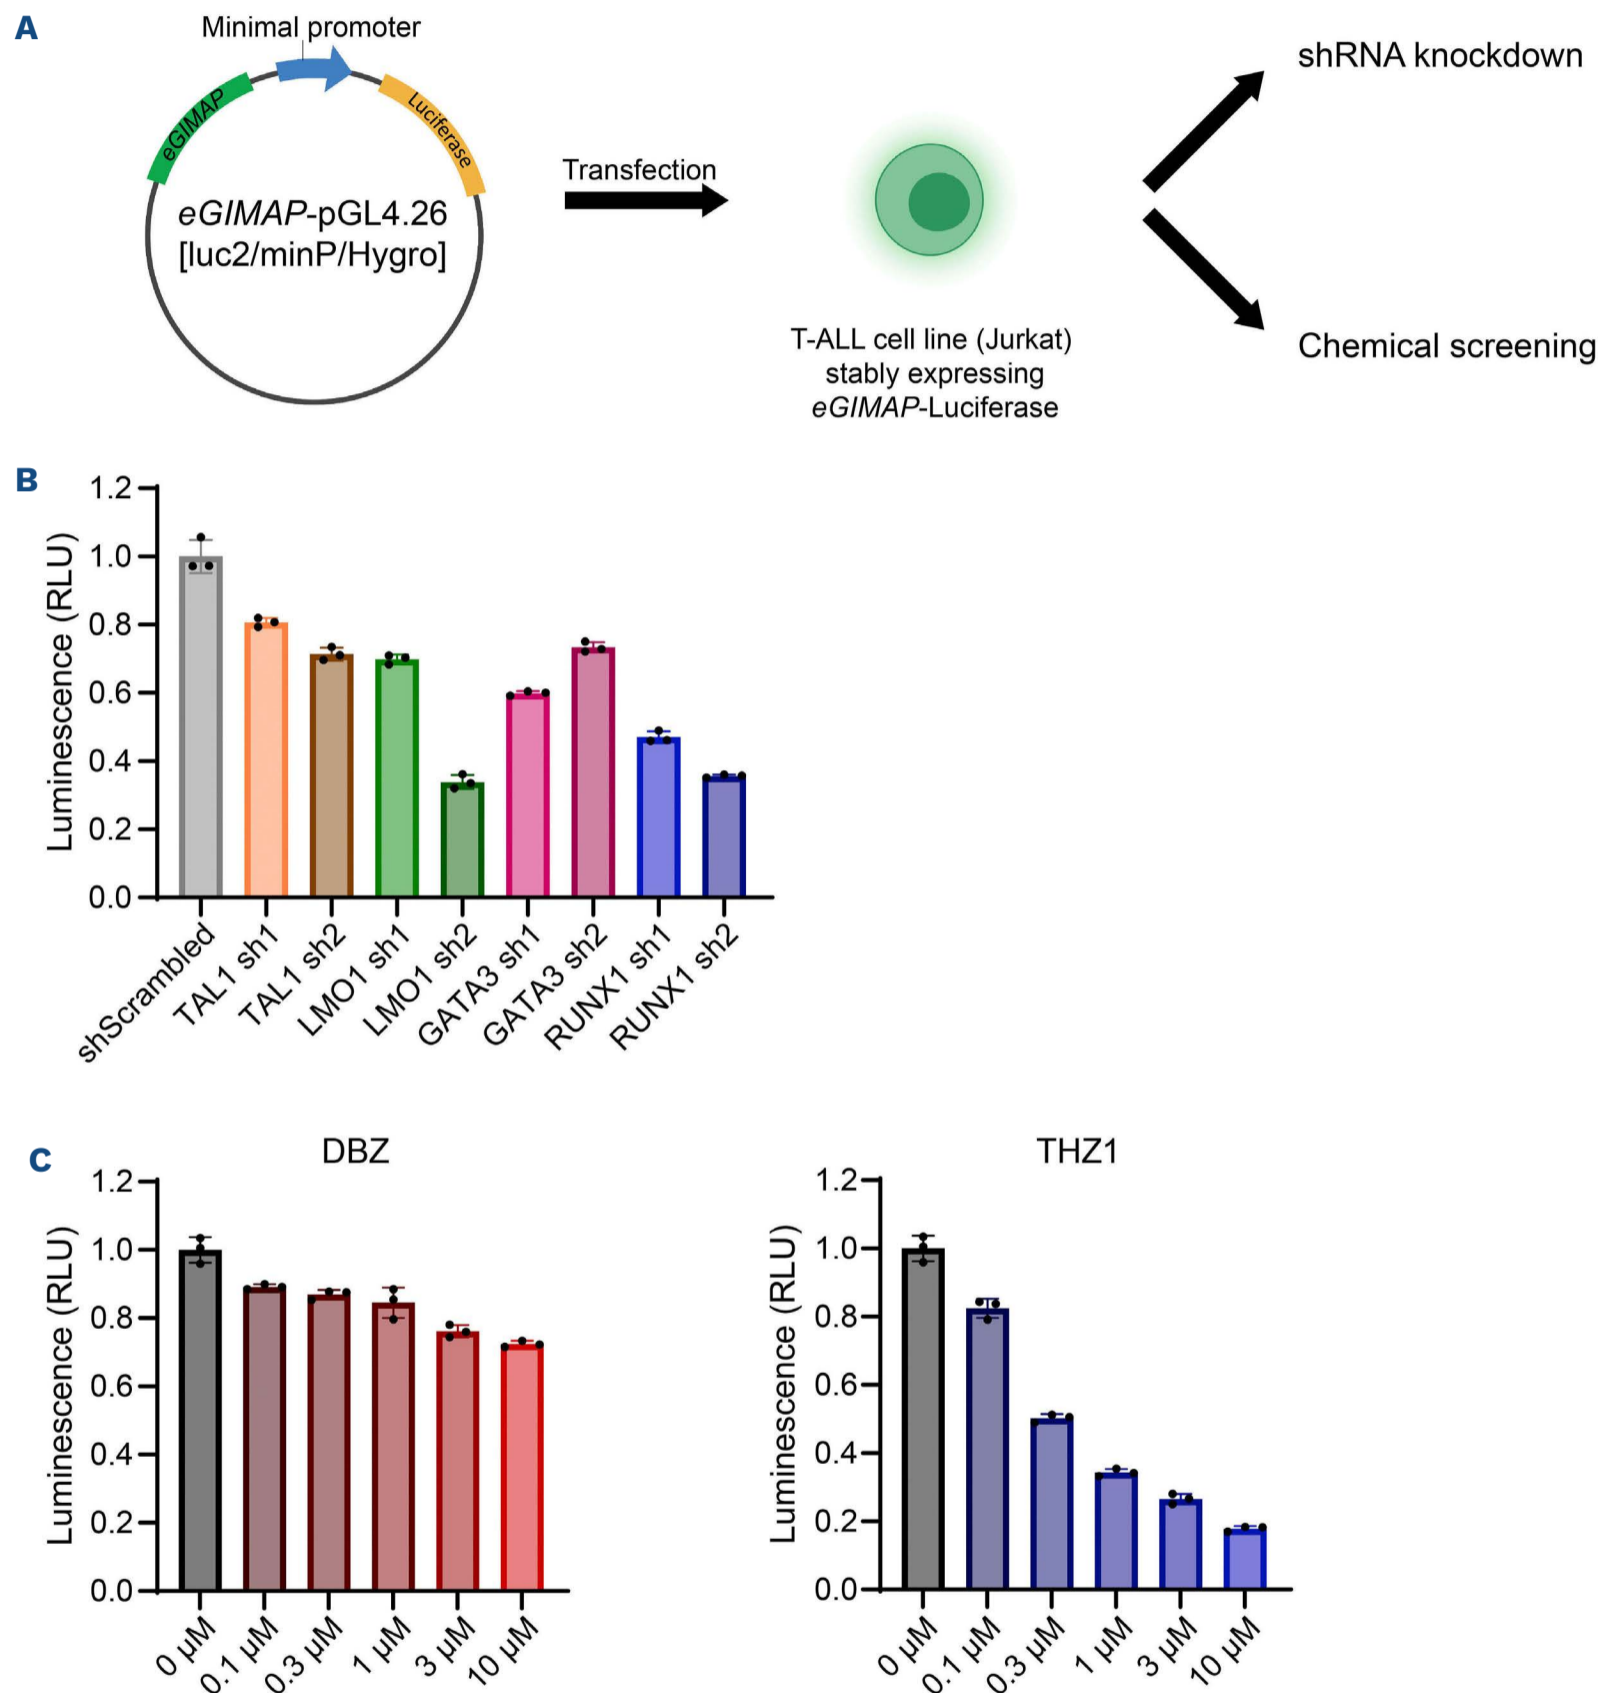 A
Minimal promoter
eGIMAP
Luciferase
eGIMAP-pGL4.26
[luc2/minP/Hygro]
Transfection
T-ALL cell line (Jurkat)
stably expressing
eGIMAP-Luciferase
shRNA knockdown
Chemical screening
B
Luminescence (RLU)
1.2
1.0
0.8
0.6
0.4
0.2
0.0
shScrambled
TAL1 sh1
TAL1 sh2
LMO1 sh1
LMO1 sh2
GATA3 sh1
GATA3 sh2
RUNX1 sh1
RUNX1 sh2
C
DBZ
Luminescence (RLU)
1.2
1.0
0.8
0.6
0.4
0.2
0.0
0 µM
0.1 µM
0.3 µM
1 µM
3 µM
10 µM
THZ1
Luminescence (RLU)
1.2
1.0
0.8
0.6
0.4
0.2
0.0
0 µM
0.1 µM
0.3 µM
1 µM
3 µM
10 µM